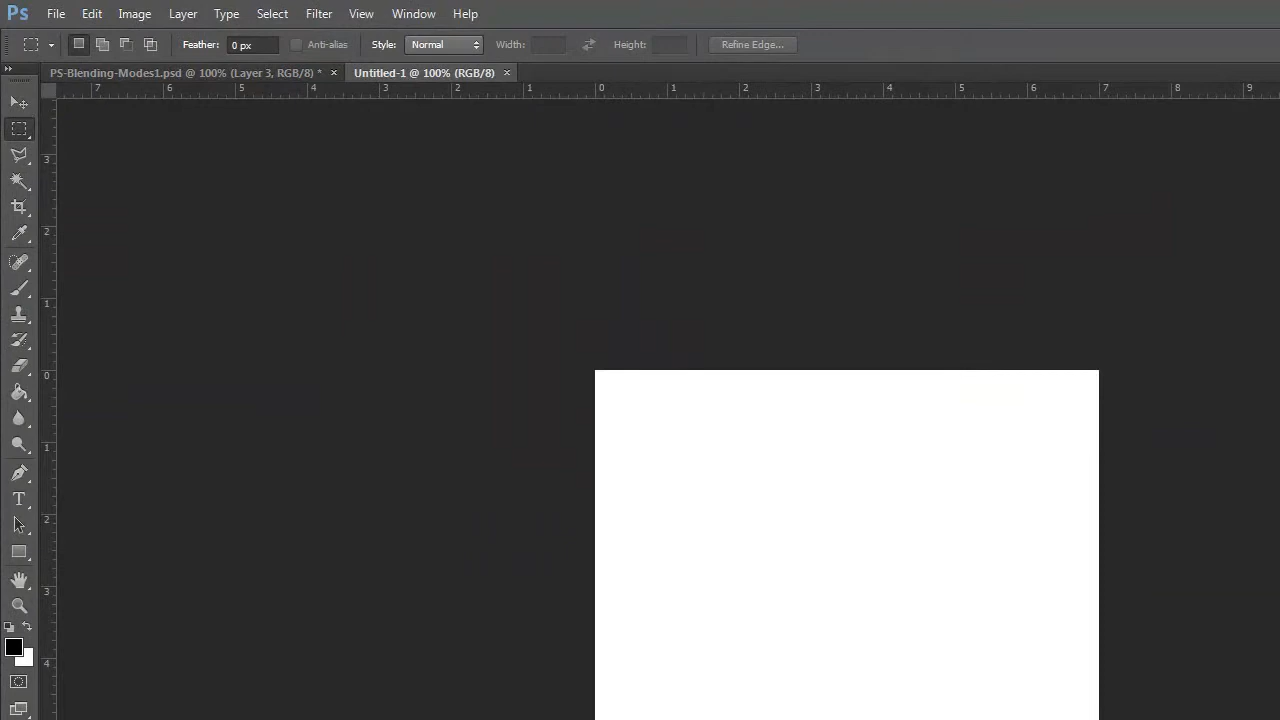 Ps File Edit Image Layer Type Select Filter View Window Help
Feather: 0 px Anti-alias Style: Normal Width: Height: Refine Edge...
PS-Blending-Modes1.psd @ 100% (Layer 3, RGB/8) * × Untitled-1 @ 100% (RGB/8) ×
7 6 5 4 3 2 1 0 1 2 3 4 5 6 7 8 9
3
2
1
0
1
2
3
4
T